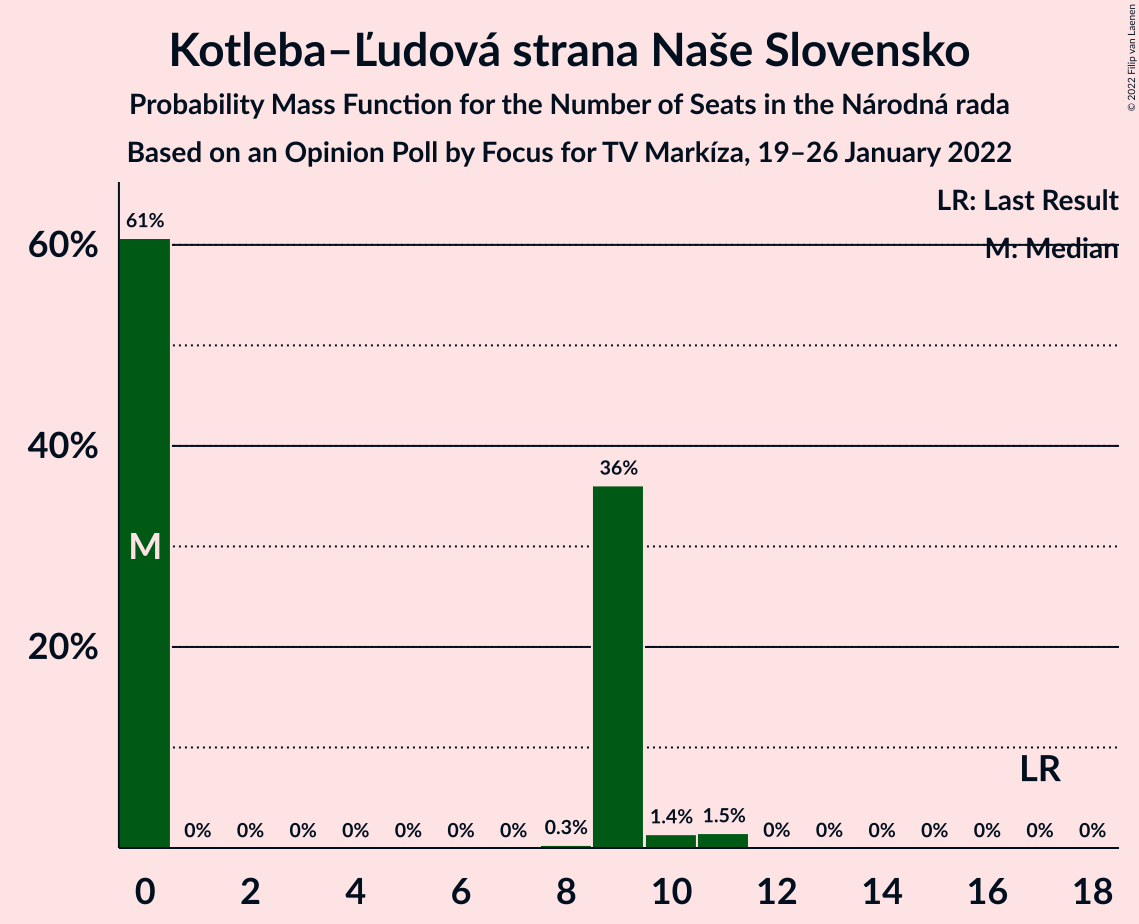 Kotleba–Ľudová strana Naše Slovensko
Probability Mass Function for the Number of Seats in the Národná rada
Based on an Opinion Poll by Focus for TV Markíza, 19–26 January 2022
© 2022 Filip van Laenen
LR: Last Result
M: Median
61%
60%
40%
36%
M
20%
LR
0% 0% 0% 0% 0% 0% 0% 0.3% 1.4% 1.5% 0% 0% 0% 0% 0% 0% 0%
0 2 4 6 8 10 12 14 16 18